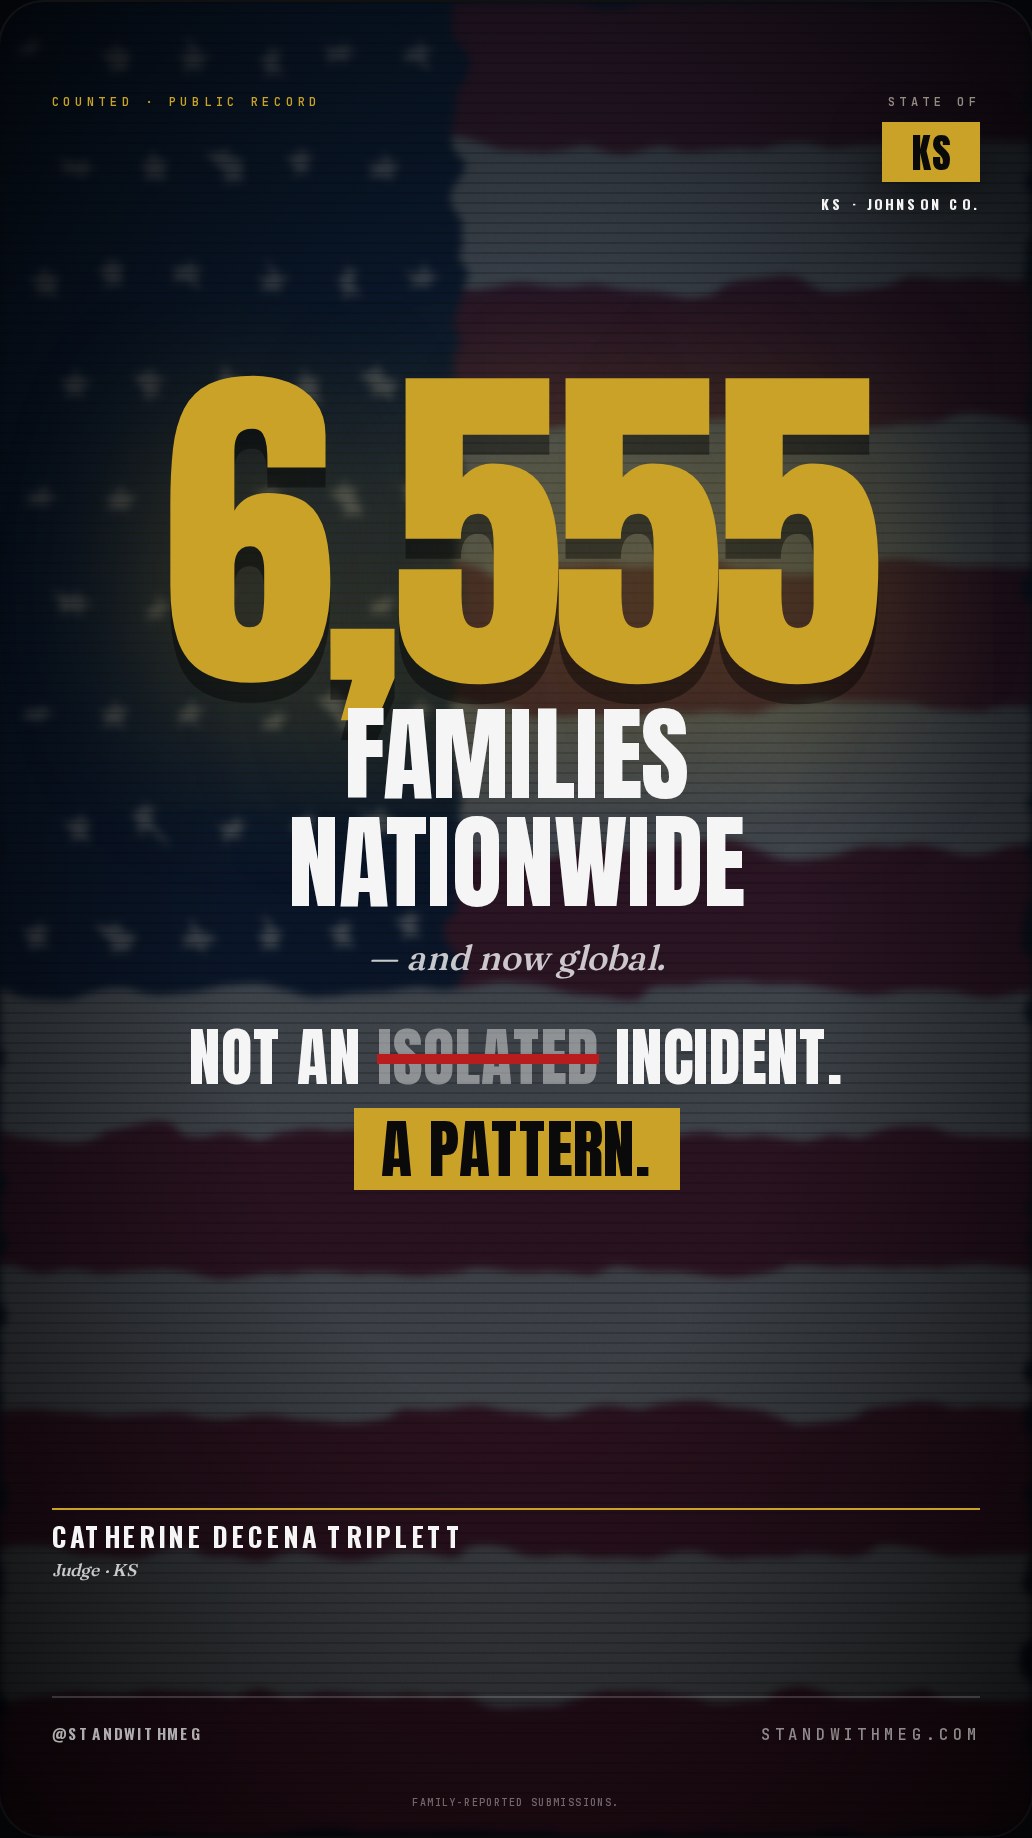 COUNTED · PUBLIC RECORD
STATE OF
KS
KS · JOHNSON CO.
6,555
FAMILIES
NATIONWIDE
— and now global.
NOT AN ISOLATED INCIDENT.
A PATTERN.
CATHERINE DECENA TRIPLETT
Judge · KS
@STANDWITHMEG
STANDWITHMEG.COM
FAMILY-REPORTED SUBMISSIONS.